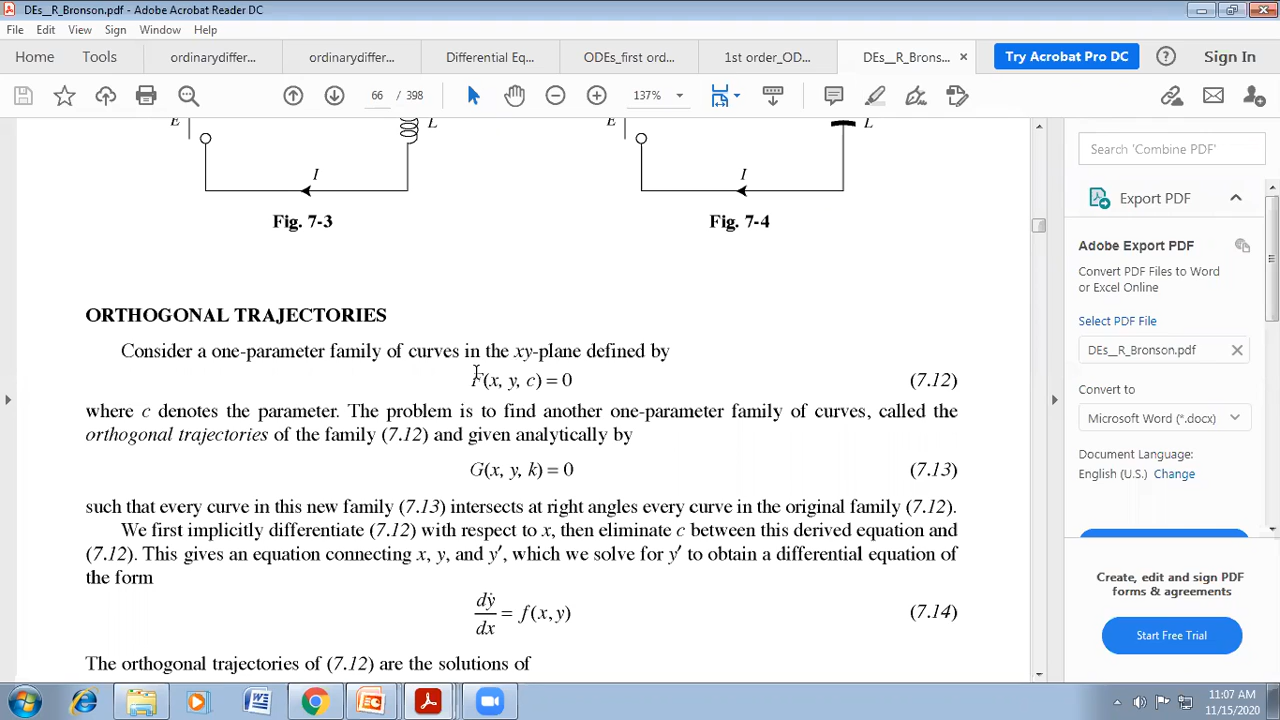 DEs__R_Bronson.pdf - Adobe Acrobat Reader DC
File Edit View Sign Window Help
Home Tools ordinarydiffer... ordinarediffer... Differential Eq... ODEs_first ord... 1st order_OD... DEs__R_Brons... × Try Acrobat Pro DC Sign In
66 / 398 137%
E L E L
I I
Fig. 7-3 Fig. 7-4
ORTHOGONAL TRAJECTORIES
Consider a one-parameter family of curves in the xy-plane defined by
F(x, y, c) = 0 (7.12)
where c denotes the parameter. The problem is to find another one-parameter family of curves, called the
orthogonal trajectories of the family (7.12) and given analytically by
G(x, y, k) = 0 (7.13)
such that every curve in this new family (7.13) intersects at right angles every curve in the original family (7.12).
We first implicitly differentiate (7.12) with respect to x, then eliminate c between this derived equation and
(7.12). This gives an equation connecting x, y, and y′, which we solve for y′ to obtain a differential equation of
the form
dy/dx = f(x, y) (7.14)
The orthogonal trajectories of (7.12) are the solutions of
Search 'Combine PDF'
Export PDF
Adobe Export PDF
Convert PDF Files to Word
or Excel Online
Select PDF File
DEs__R_Bronson.pdf
Convert to
Microsoft Word (*.docx)
Document Language:
English (U.S.) Change
Create, edit and sign PDF
forms & agreements
Start Free Trial
11:07 AM
11/15/2020